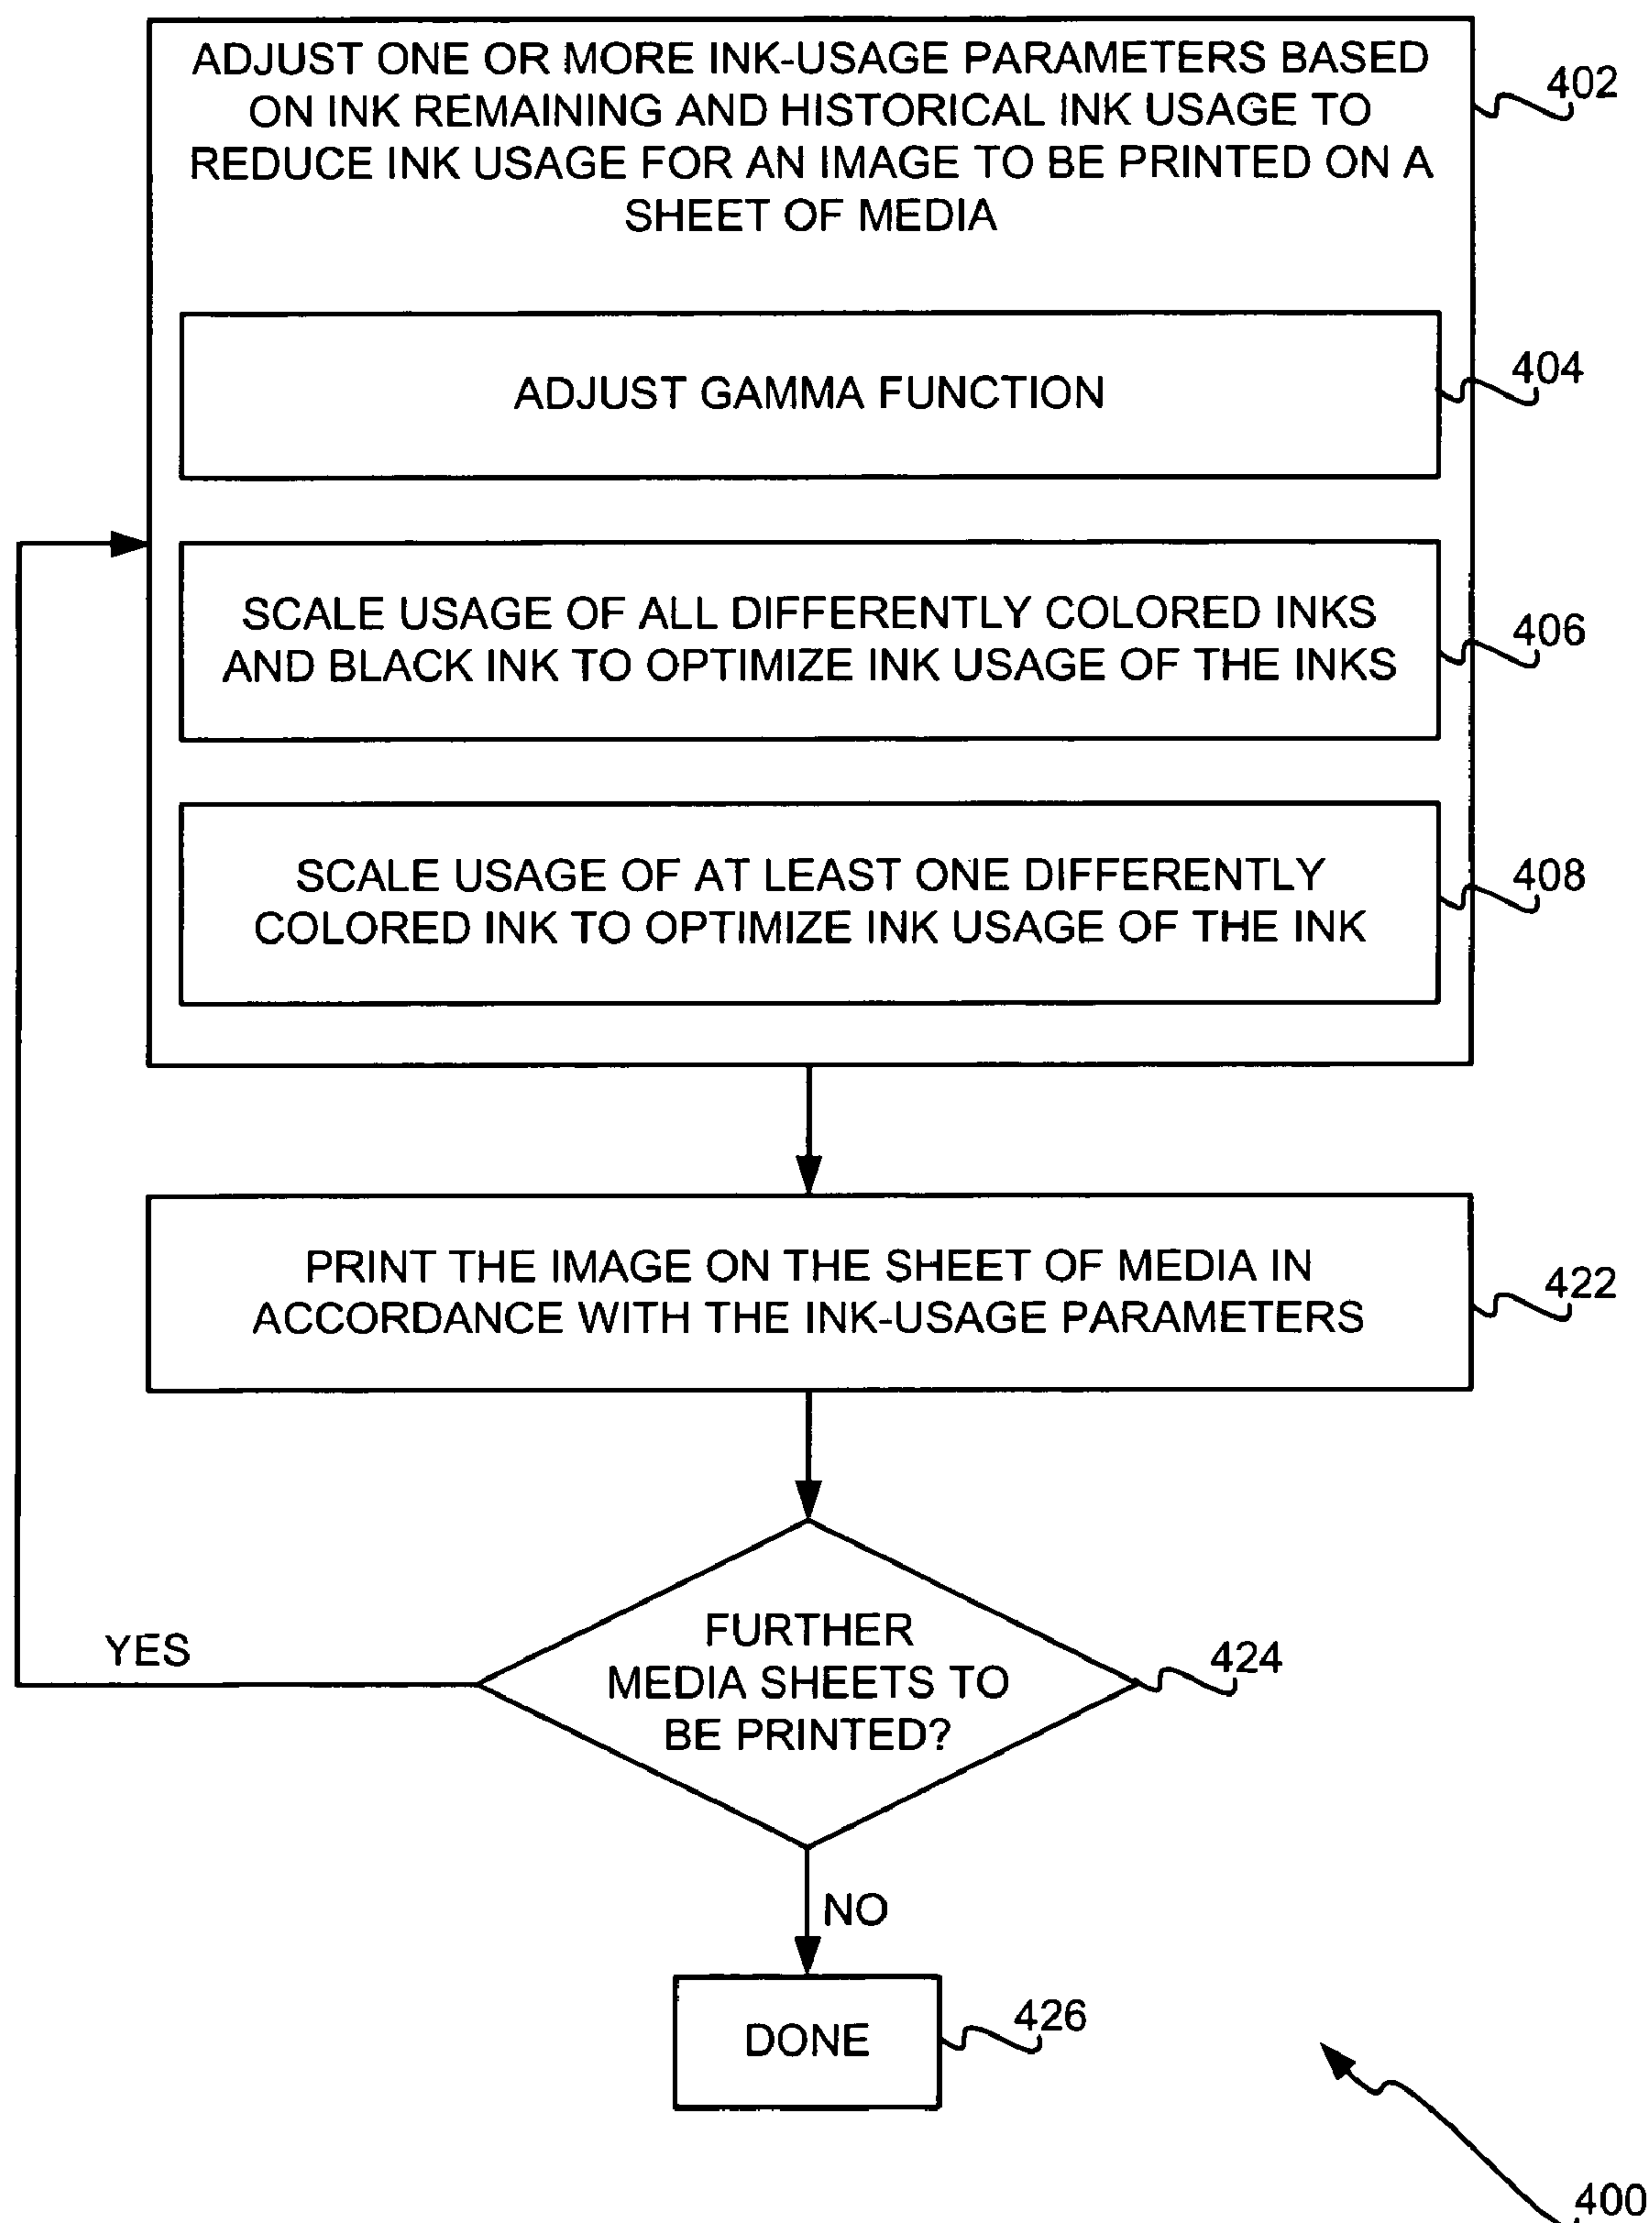 ADJUST ONE OR MORE INK-USAGE PARAMETERS BASED
ON INK REMAINING AND HISTORICAL INK USAGE TO
REDUCE INK USAGE FOR AN IMAGE TO BE PRINTED ON A
SHEET OF MEDIA
402
ADJUST GAMMA FUNCTION
404
SCALE USAGE OF ALL DIFFERENTLY COLORED INKS
AND BLACK INK TO OPTIMIZE INK USAGE OF THE INKS
406
SCALE USAGE OF AT LEAST ONE DIFFERENTLY
COLORED INK TO OPTIMIZE INK USAGE OF THE INK
408
PRINT THE IMAGE ON THE SHEET OF MEDIA IN
ACCORDANCE WITH THE INK-USAGE PARAMETERS
422
FURTHER
MEDIA SHEETS TO
BE PRINTED?
424
YES
NO
DONE
426
400